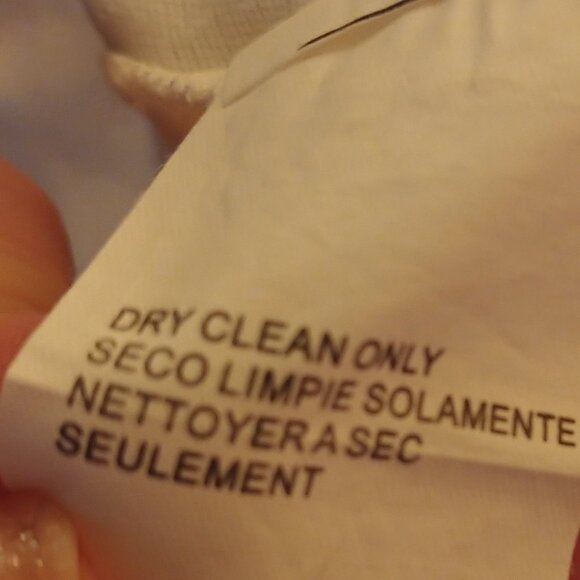 DRY CLEAN ONLY
SECO LIMPIE SOLAMENTE
NETTOYER A SEC
SEULEMENT